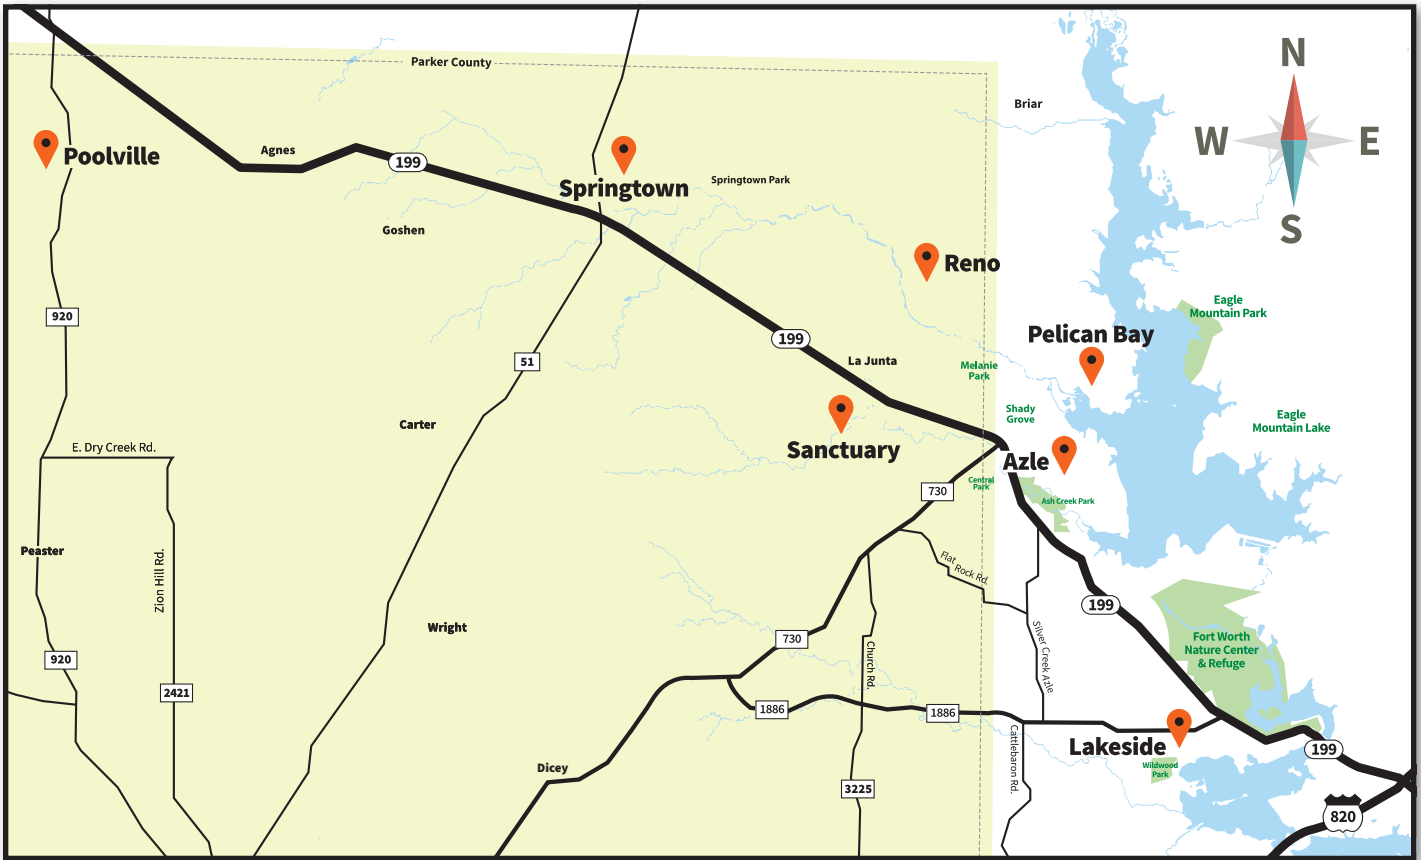 N
W
E
S
Parker County
Briar
Poolville
Agnes
199
Springtown
Springtown Park
Goshen
Reno
920
Eagle
Mountain Park
199
Pelican Bay
51
La Junta
Melanie
Park
Shady
Grove
Eagle
Mountain Lake
Carter
E. Dry Creek Rd.
Sanctuary
Azle
730
Central
Park
Ash Creek Park
Peaster
Zion Hill Rd.
Flat
Rock Rd.
199
Wright
730
Silver Creek Azle
Fort Worth
Nature Center
& Refuge
Church Rd.
920
2421
1886
1886
Cattlebaron Rd.
Lakeside
199
Dicey
Wildwood
Park
3225
820